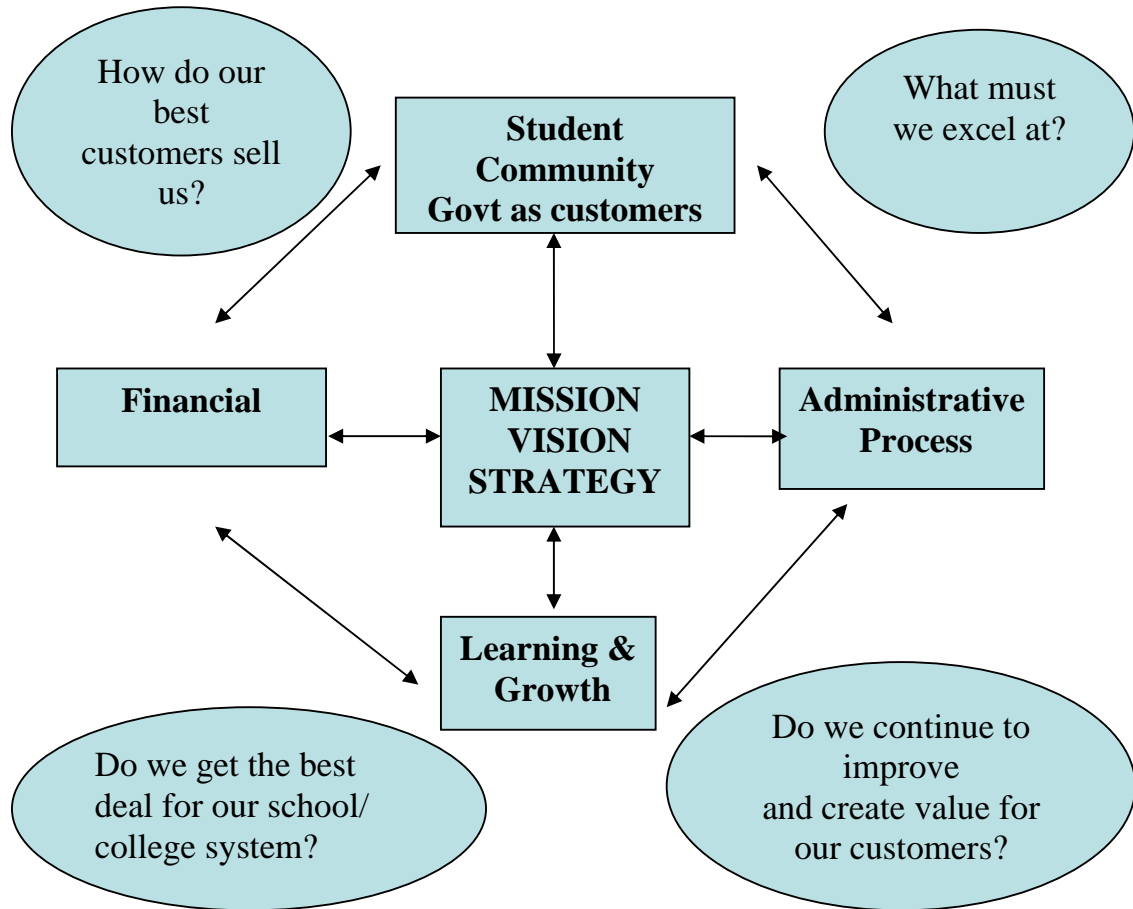 How do our
best
customers sell
us?
What must
we excel at?
Student
Community
Govt as customers
Financial
MISSION
VISION
STRATEGY
Administrative
Process
Learning &
Growth
Do we get the best
deal for our school/
college system?
Do we continue to
improve
and create value for
our customers?